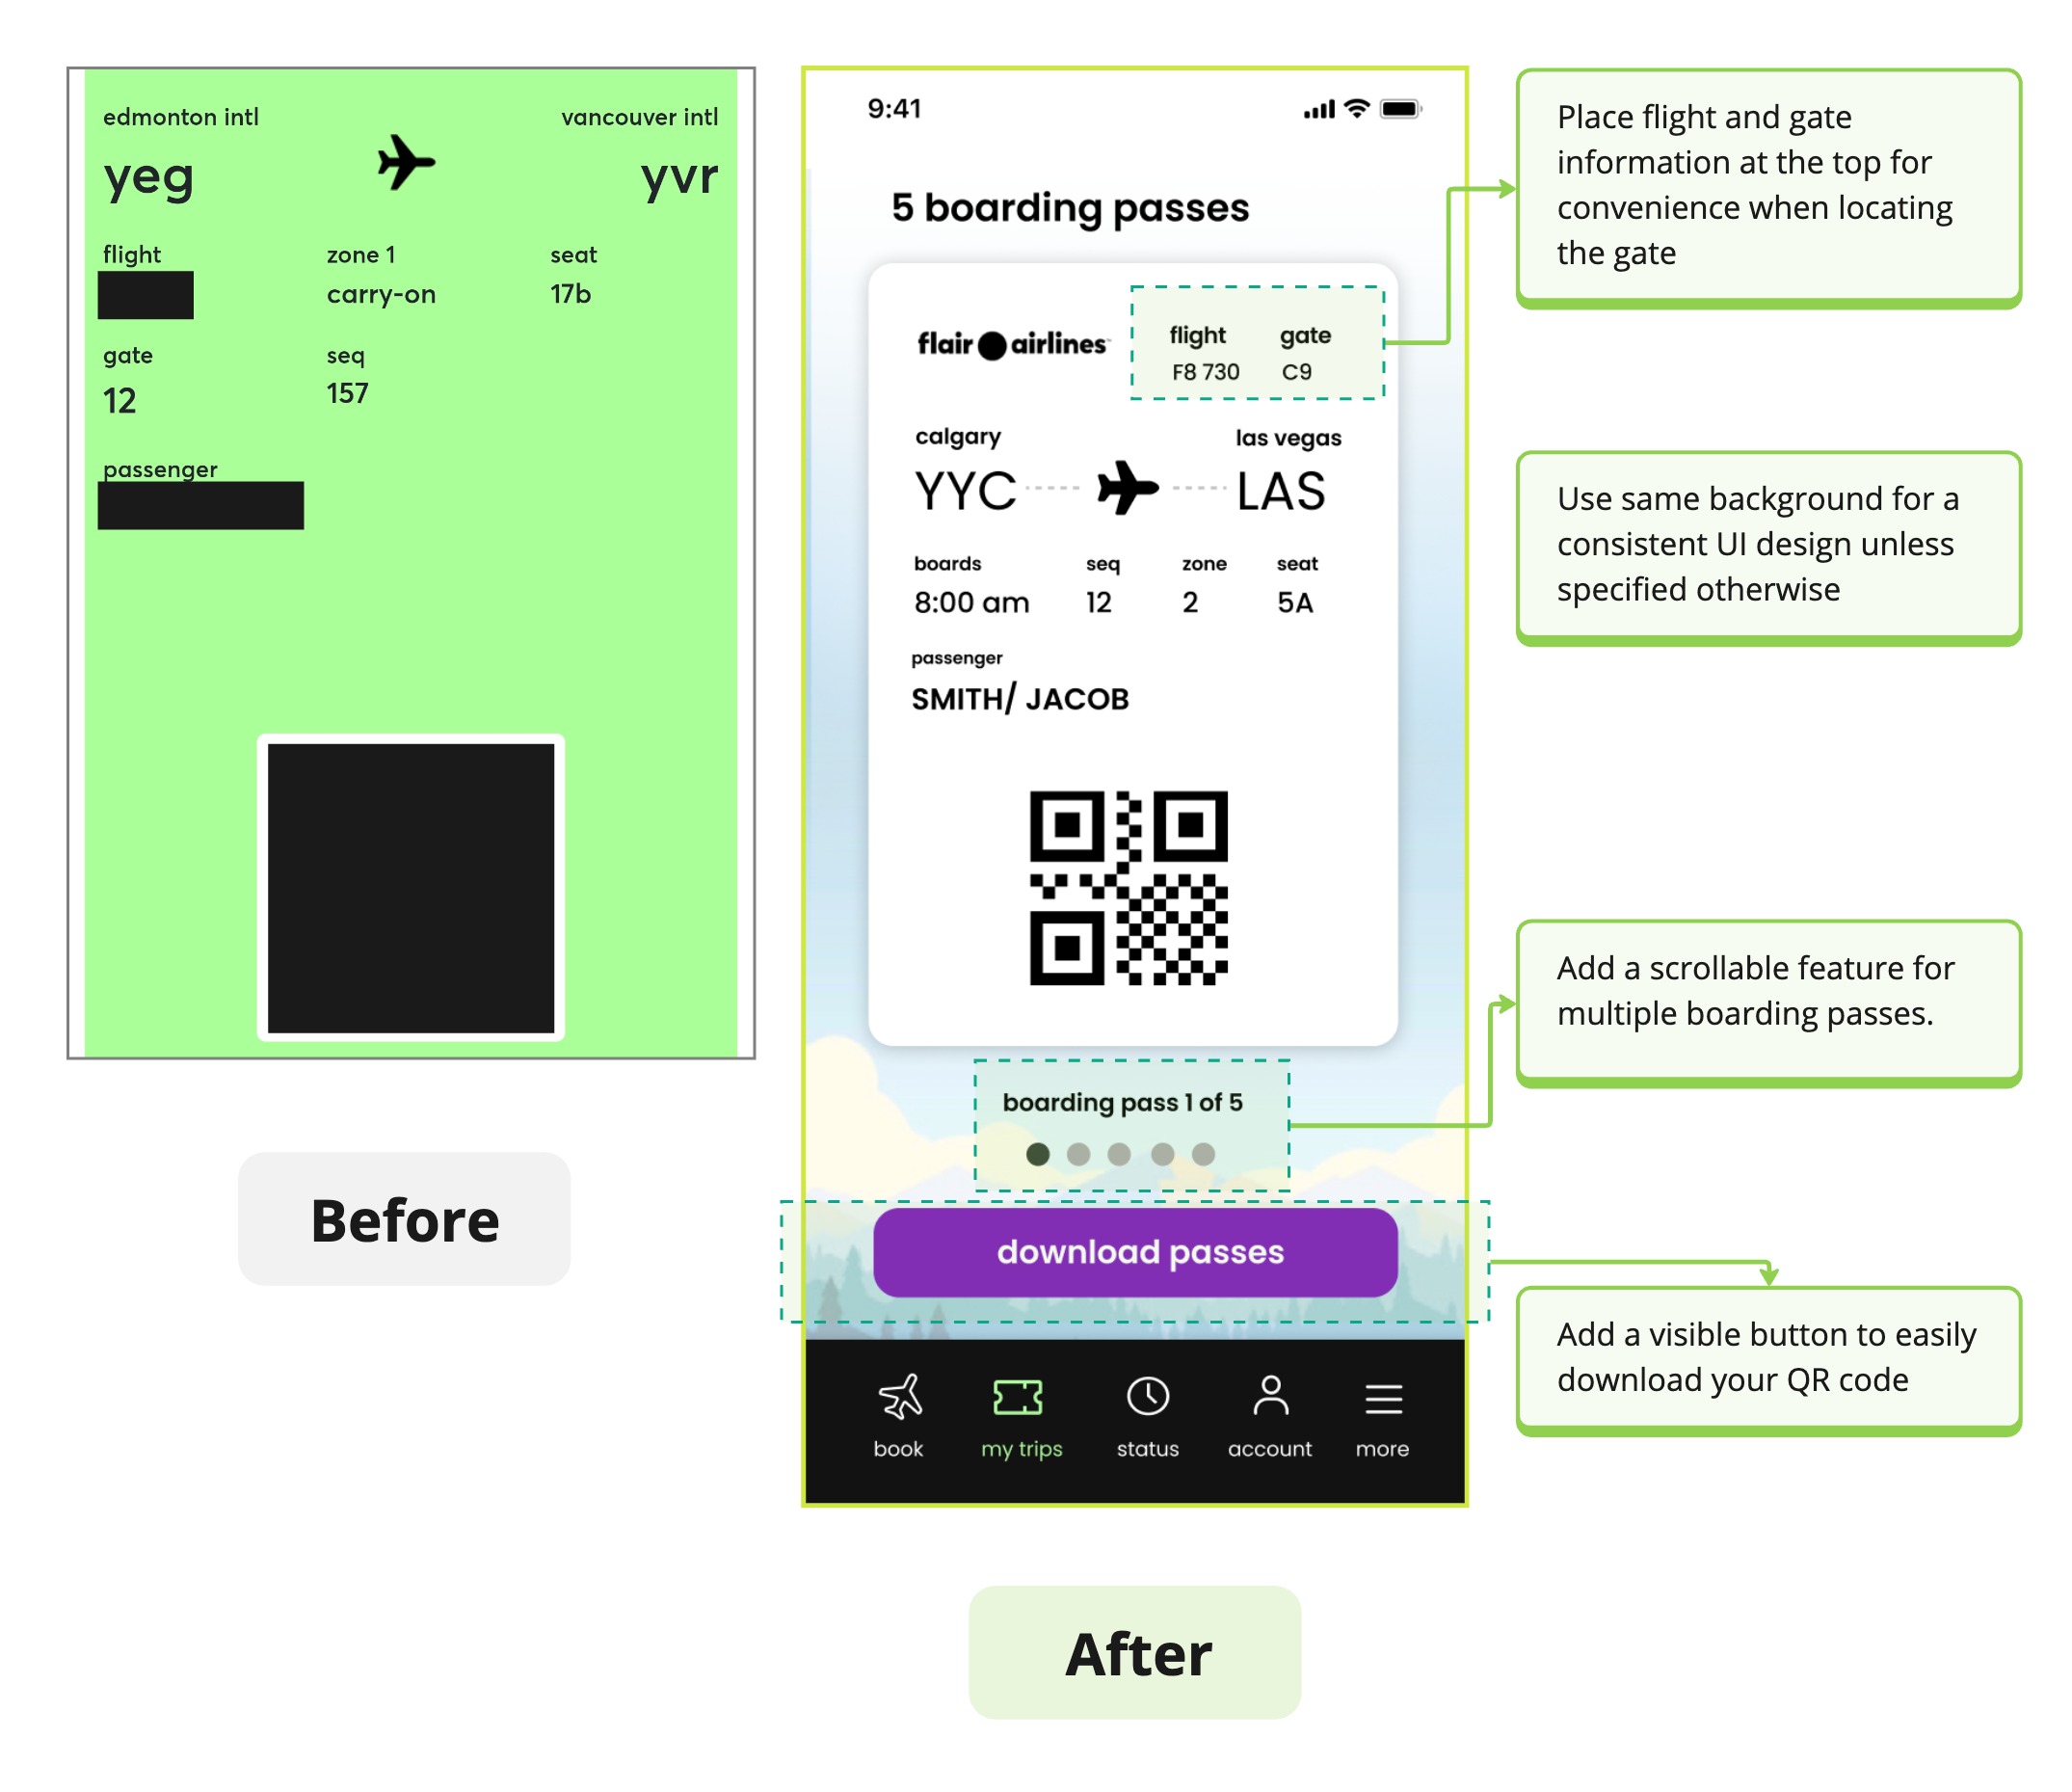 edmonton intl vancouver intl
yeg yvr
flight zone 1 seat
carry-on 17b
gate seq
12 157
passenger
Before
9:41
5 boarding passes
flair airlines flight gate
F8 730 C9
calgary las vegas
YYC LAS
boards seq zone seat
8:00 am 12 2 5A
passenger
SMITH/ JACOB
boarding pass 1 of 5
download passes
book my trips status account more
After
Place flight and gate
information at the top for
convenience when locating
the gate
Use same background for a
consistent UI design unless
specified otherwise
Add a scrollable feature for
multiple boarding passes.
Add a visible button to easily
download your QR code